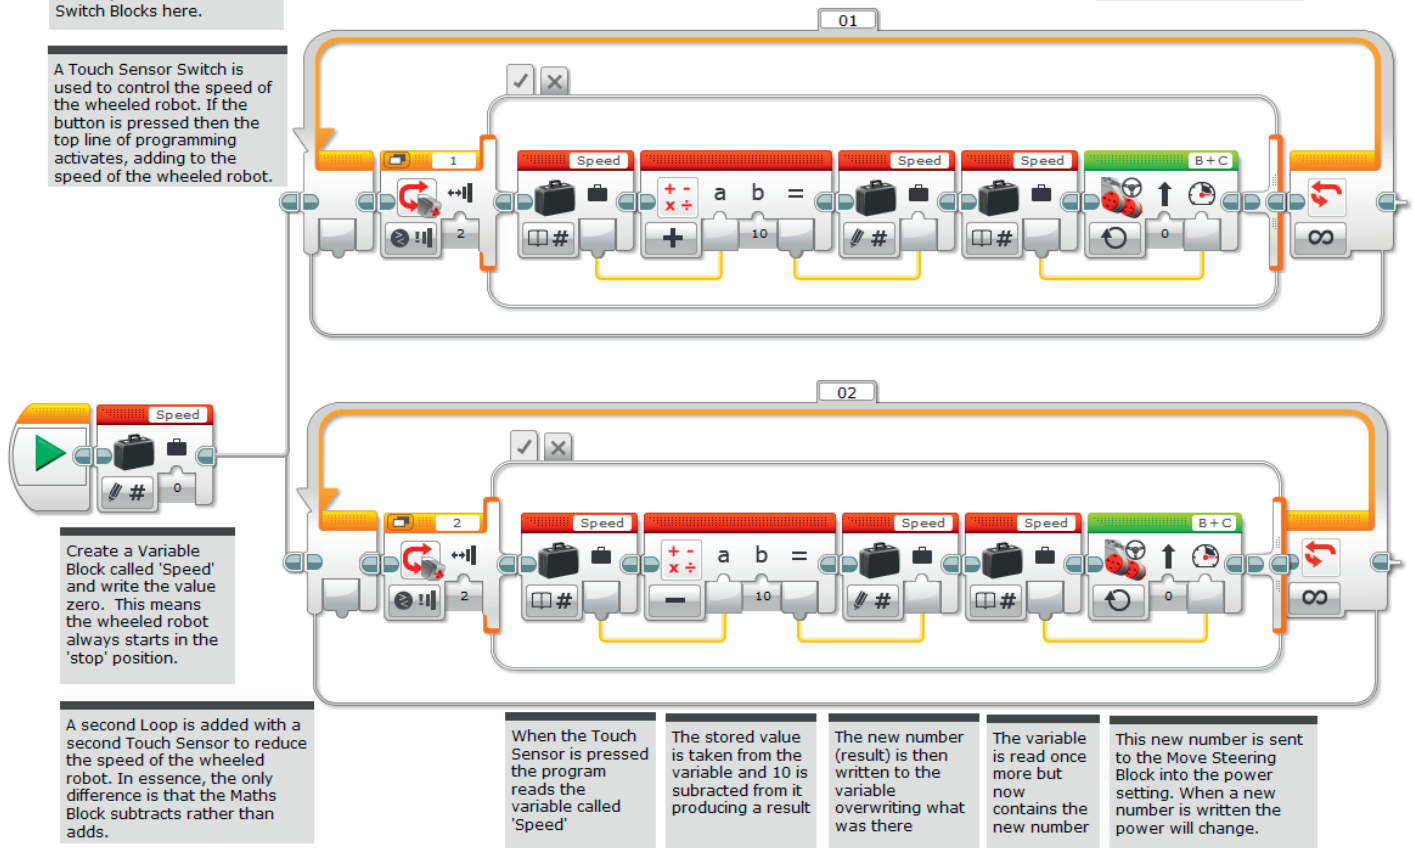 Switch Blocks here.
01
A Touch Sensor Switch is
used to control the speed of
the wheeled robot. If the
button is pressed then the
top line of programming
activates, adding to the
speed of the wheeled robot.
1
Speed
Speed
Speed
B+C
a b =
#
2
+
10
#
#
0
∞
02
Speed
#
0
2
Speed
Speed
Speed
B+C
a b =
#
2
−
10
#
#
0
∞
Create a Variable
Block called 'Speed'
and write the value
zero. This means
the wheeled robot
always starts in the
'stop' position.
A second Loop is added with a
second Touch Sensor to reduce
the speed of the wheeled
robot. In essence, the only
difference is that the Maths
Block subtracts rather than
adds.
When the Touch
Sensor is pressed
the program
reads the
variable called
'Speed'
The stored value
is taken from the
variable and 10 is
subracted from it
producing a result
The new number
(result) is then
written to the
variable
overwriting what
was there
The variable
is read once
more but
now
contains the
new number
This new number is sent
to the Move Steering
Block into the power
setting. When a new
number is written the
power will change.